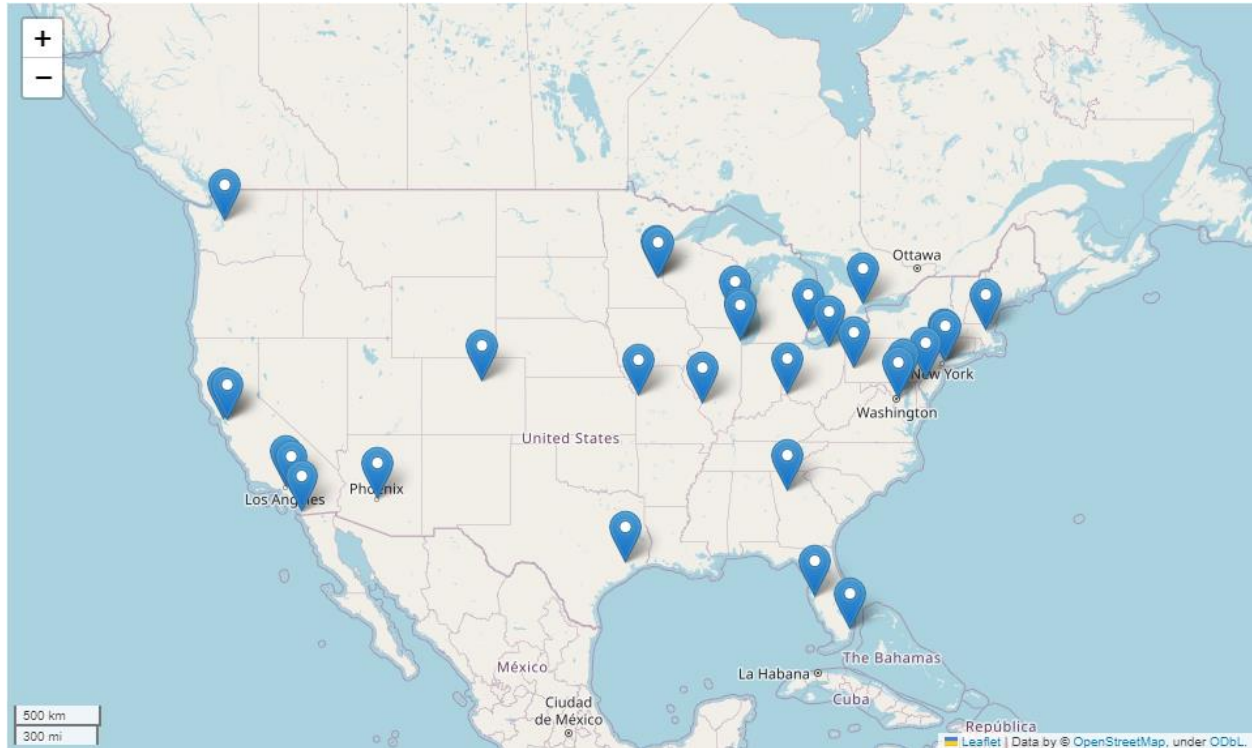 +
−
Ottawa
New York
Washington
United States
Los Angeles
Phoenix
México
La Habana
The Bahamas
Cuba
Ciudad
de México
República
500 km
300 mi
Leaflet | Data by © OpenStreetMap, under ODbL.